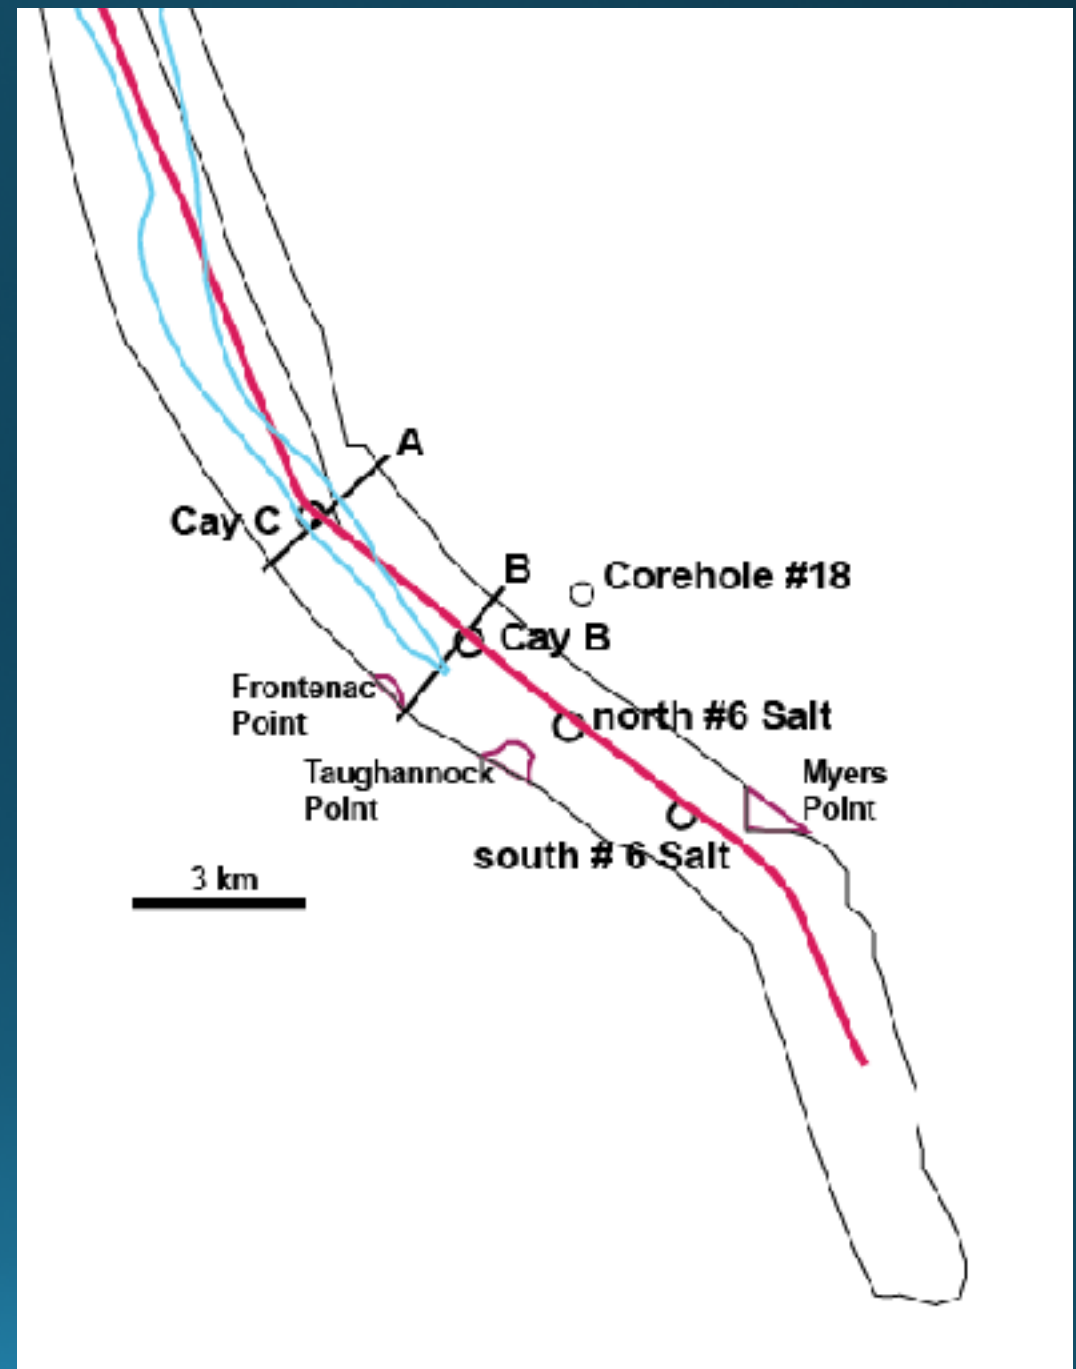 A
Cay C
B
Corehole #18
Cay B
Frontenac
Point
north #6 Salt
Taughannock
Point
Myers
Point
south # 6 Salt
3 km